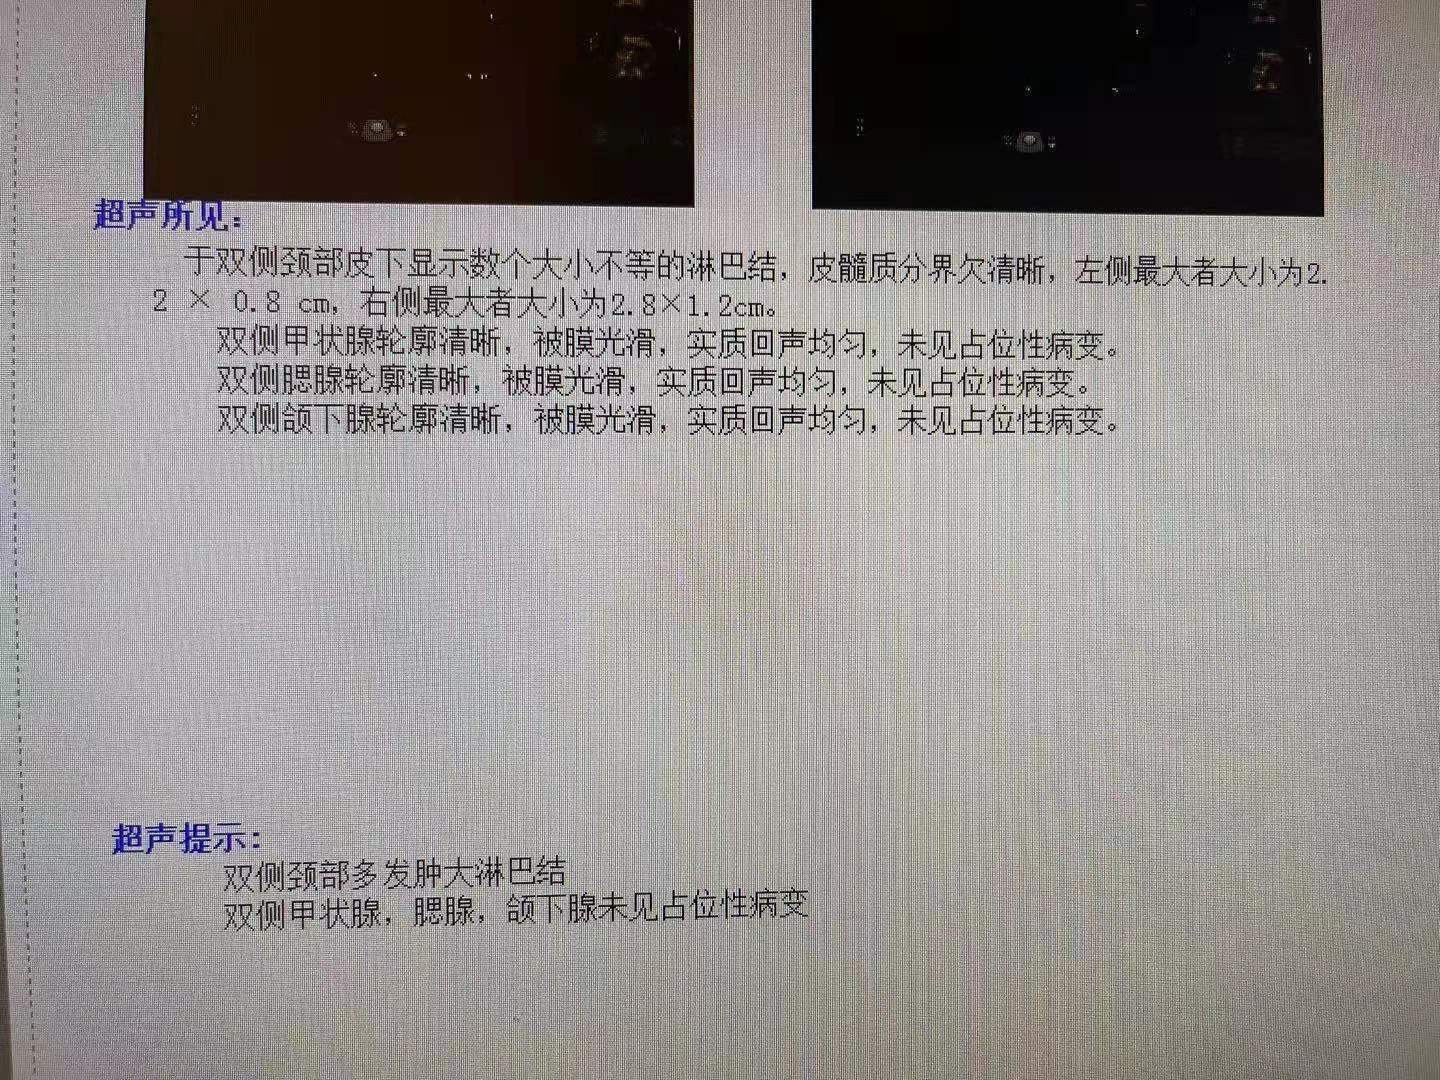 超声所见：
于双侧颈部皮下显示数个大小不等的淋巴结，皮髓质分界欠清晰，左侧最大者大小为2.
2 × 0.8 cm，右侧最大者大小为2.8×1.2cm。
双侧甲状腺轮廓清晰，被膜光滑，实质回声均匀，未见占位性病变。
双侧腮腺轮廓清晰，被膜光滑，实质回声均匀，未见占位性病变。
双侧颌下腺轮廓清晰，被膜光滑，实质回声均匀，未见占位性病变。
超声提示：
双侧颈部多发肿大淋巴结
双侧甲状腺，腮腺，颌下腺未见占位性病变